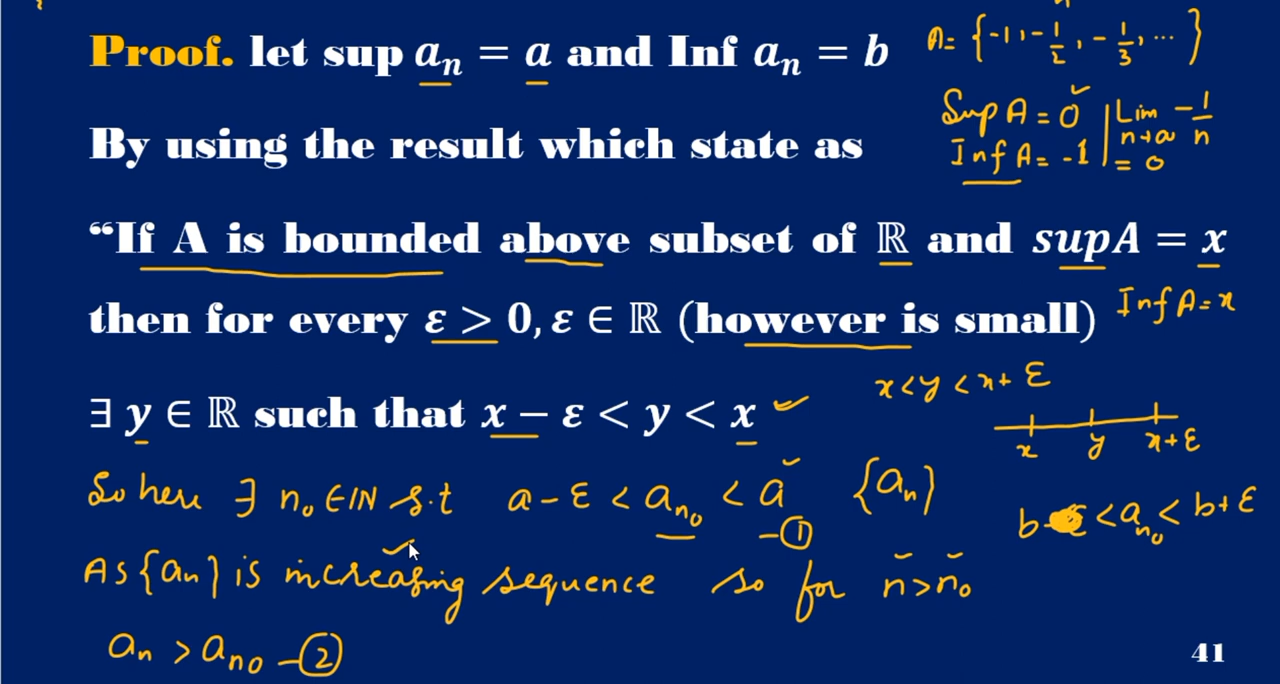 Proof. let sup aₙ = a and Inf aₙ = b
A = {-1, -1/2, -1/3, ...}
Sup A = 0 | Lim n→∞ -1/n
Inf A = -1 | = 0
By using the result which state as
“If A is bounded above subset of ℝ and supA = x
Inf A = x
then for every ε > 0, ε ∈ ℝ (however is small)
x < y < x + ε
∃ y ∈ ℝ such that x − ε < y < x
x y x+ε
So here ∃ n₀ ∈ IN s.t a - ε < aₙ₀ < a {aₙ}
-①
b < aₙ₀ < b + ε
As {aₙ} is increasing sequence so for n > n₀
aₙ > aₙ₀ -②
41